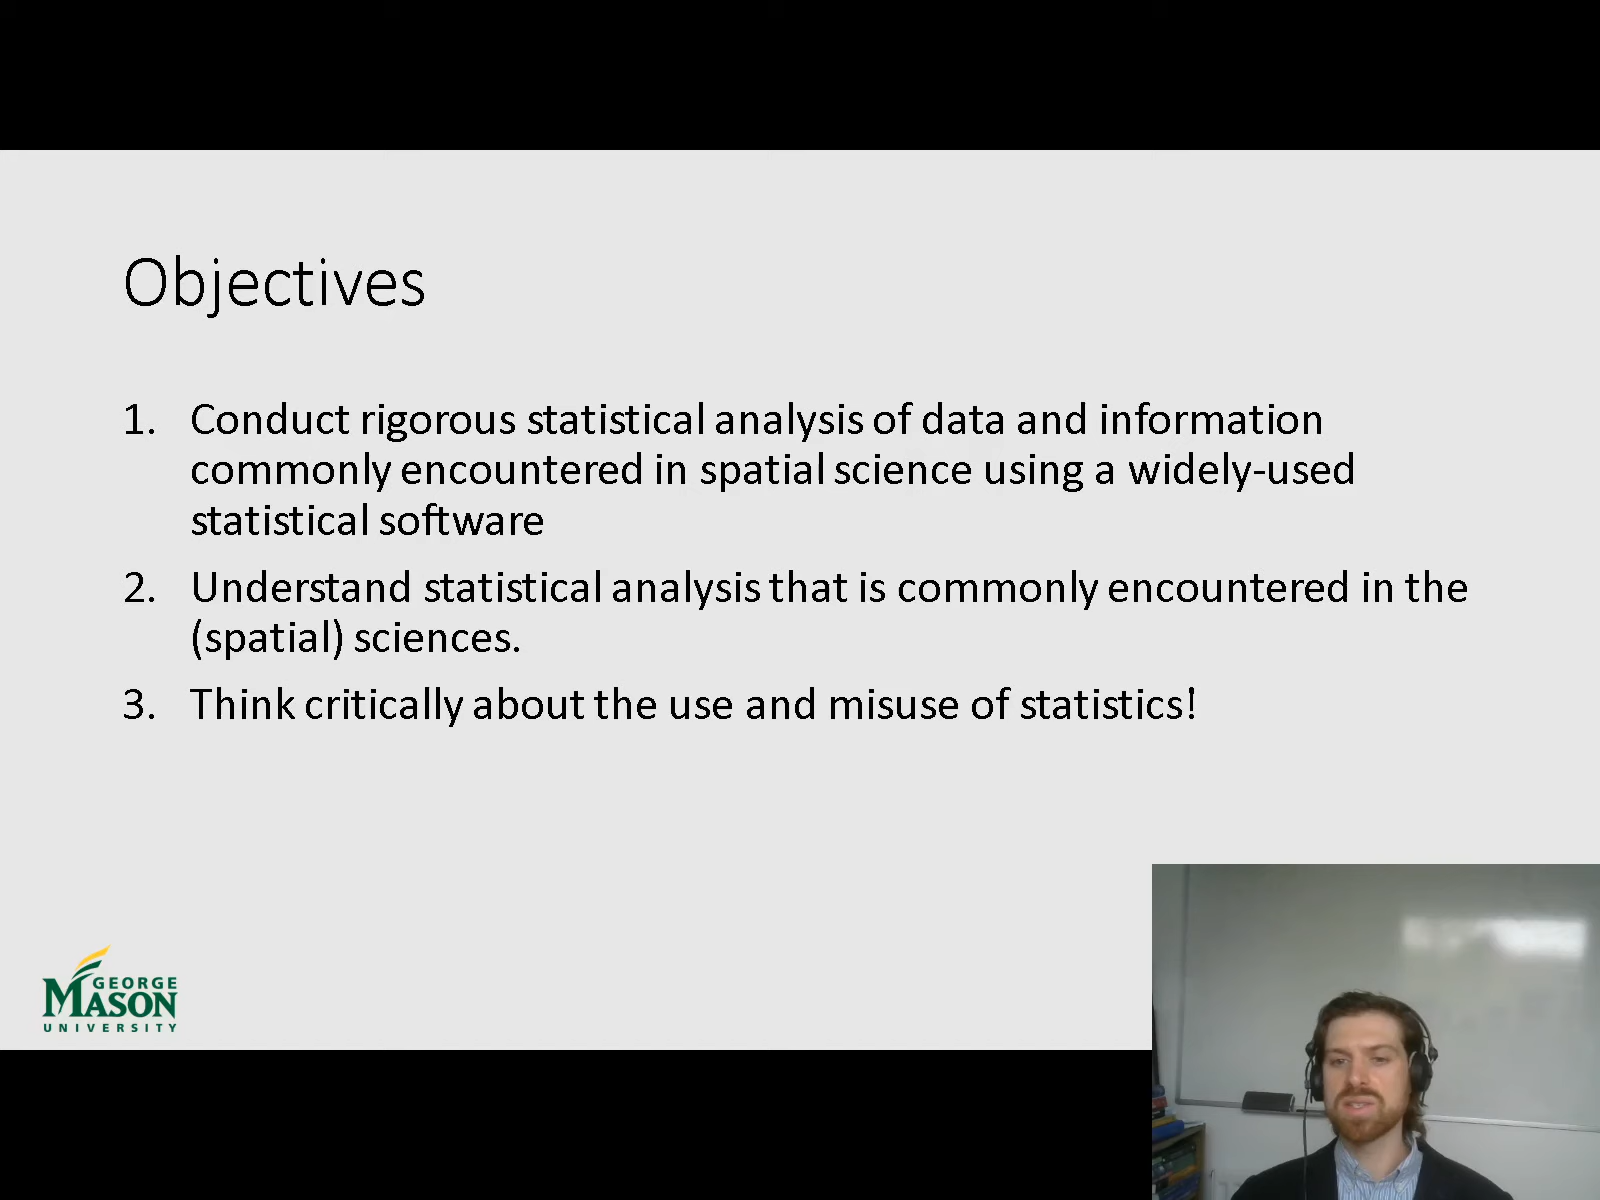 Objectives
1. Conduct rigorous statistical analysis of data and information
commonly encountered in spatial science using a widely-used
statistical software
2. Understand statistical analysis that is commonly encountered in the
(spatial) sciences.
3. Think critically about the use and misuse of statistics!
GEORGE
MASON
UNIVERSITY